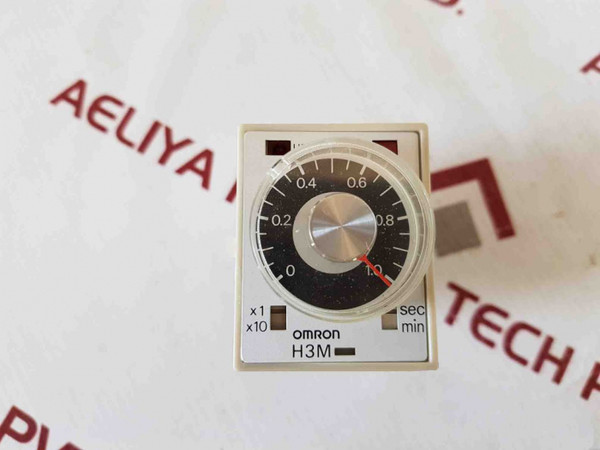 D.
AELIYA
TECH
0 0.2 0.4 0.6 0.8 1.0
x1 sec
x10 min
OMRON
H3M